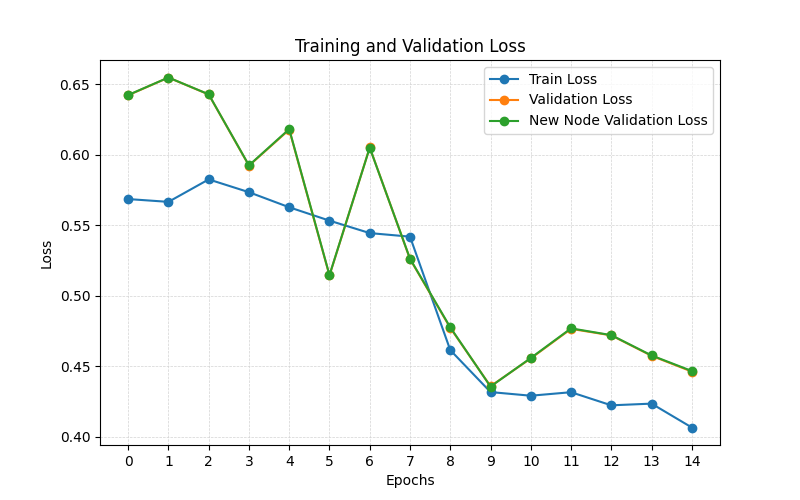 Training and Validation Loss
Train Loss
Validation Loss
New Node Validation Loss
Loss
0.65
0.60
0.55
0.50
0.45
0.40
0 1 2 3 4 5 6 7 8 9 10 11 12 13 14
Epochs